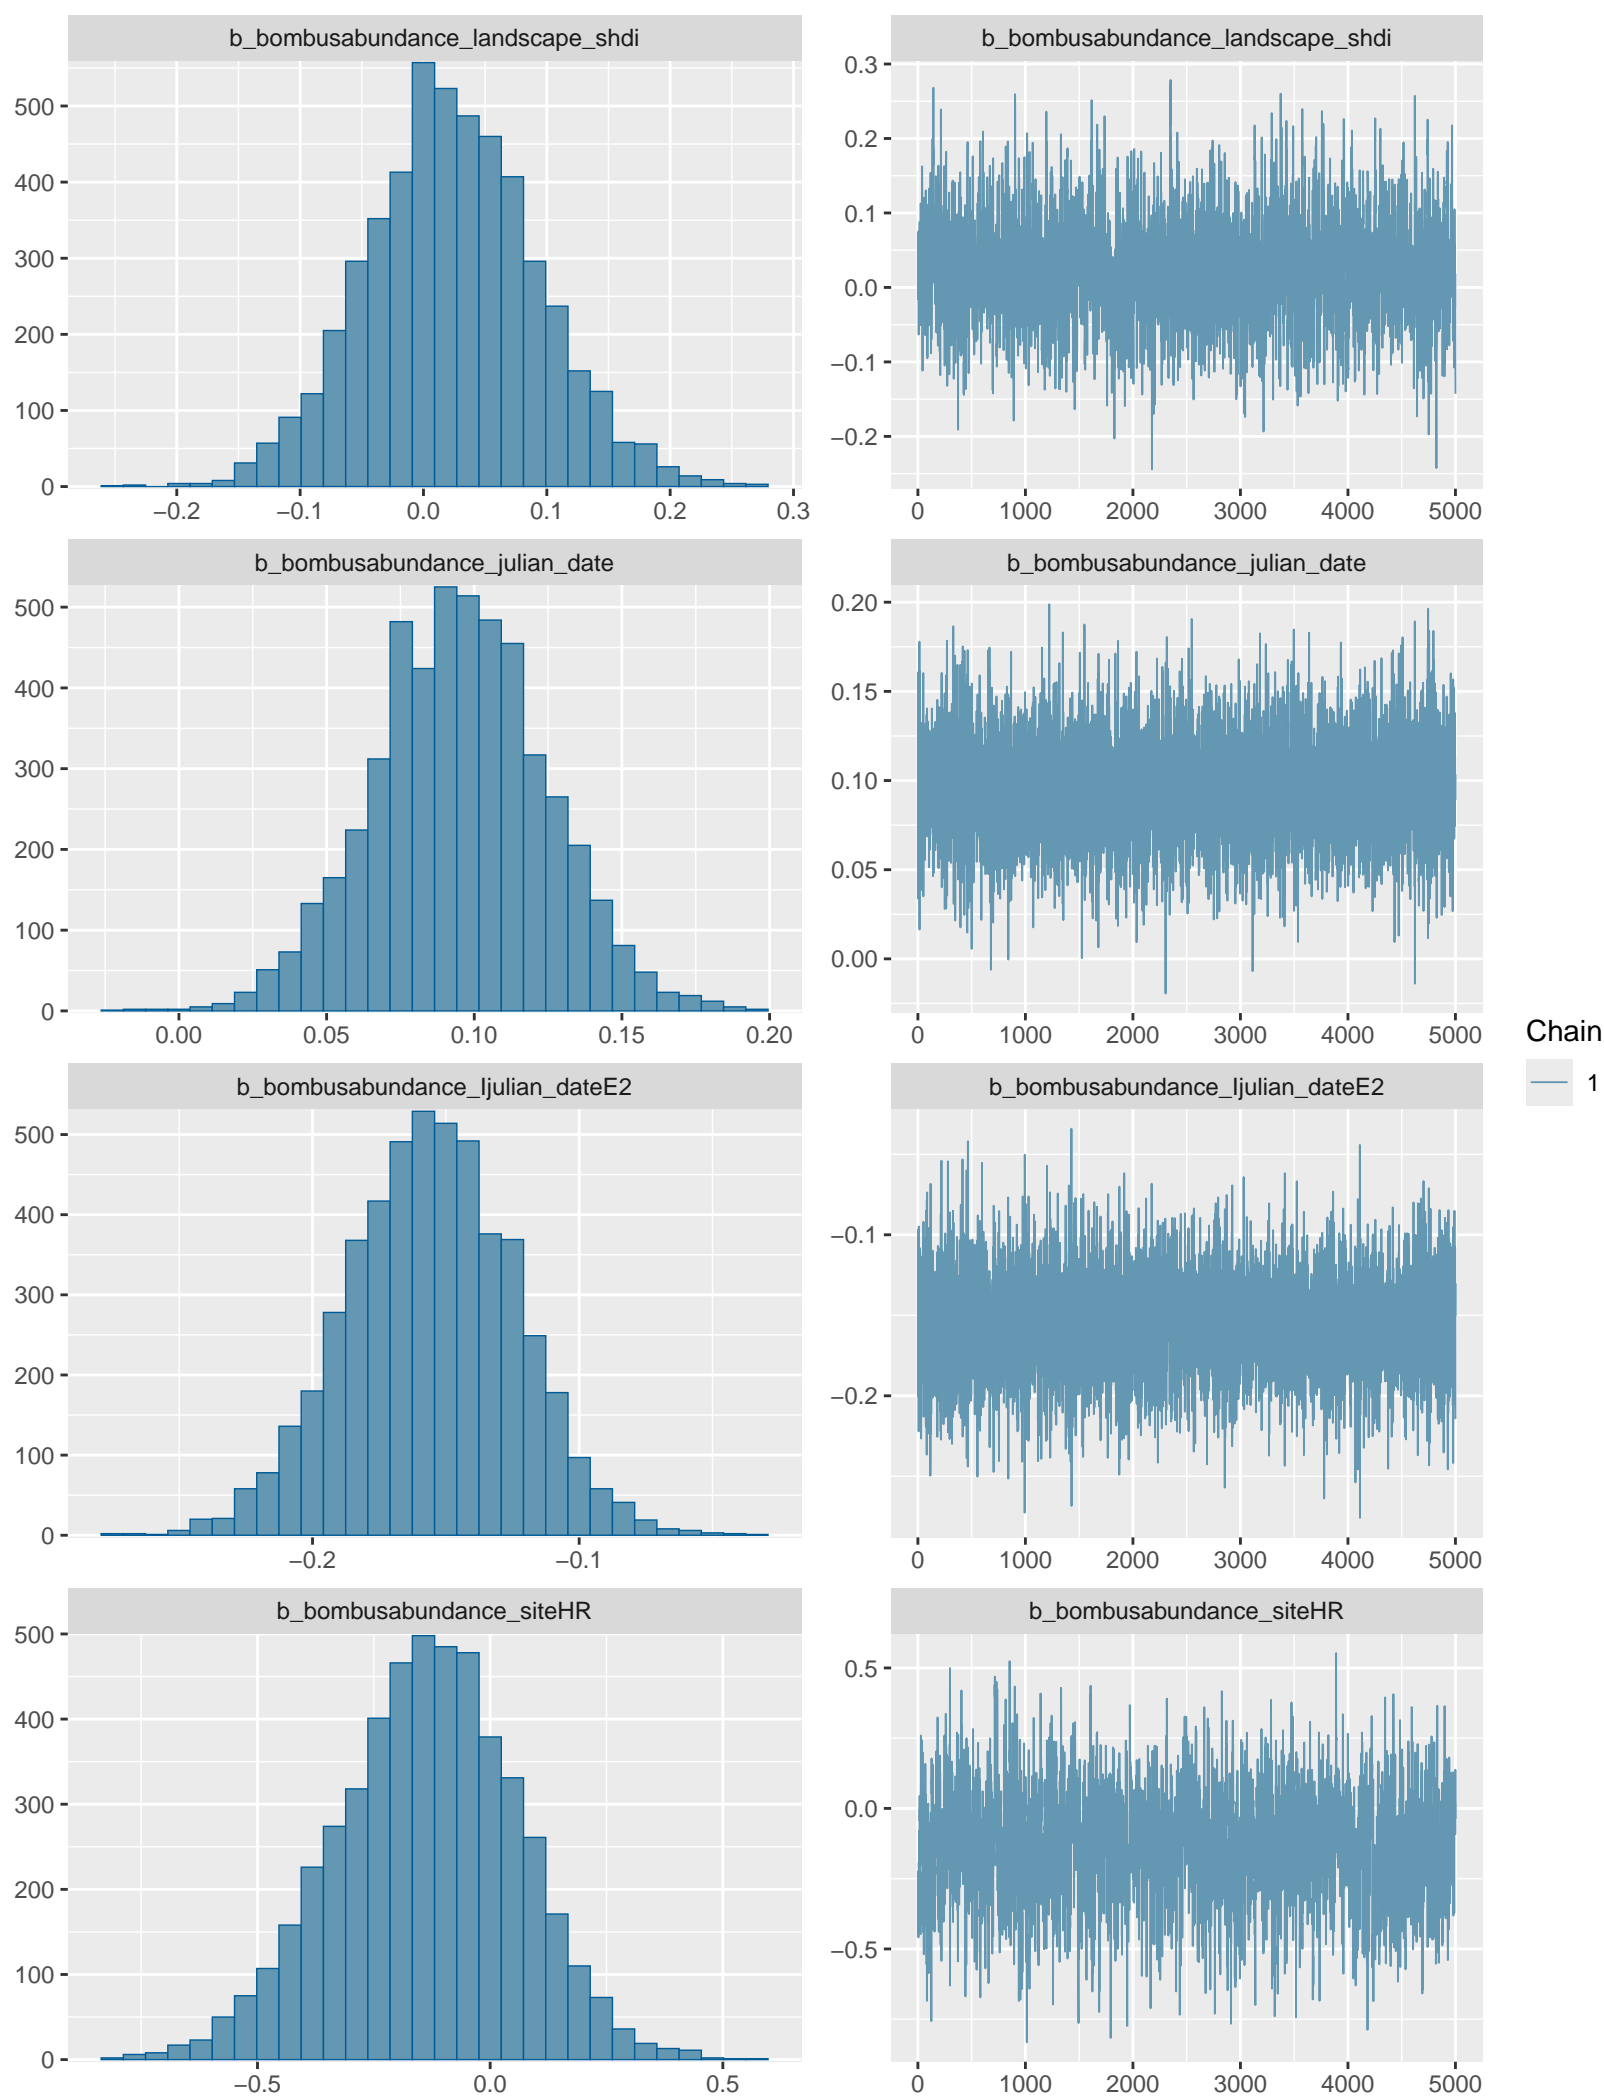 b_bombusabundance_landscape_shdi
b_bombusabundance_landscape_shdi
500
400
300
200
100
0
−0.2 −0.1 0.0 0.1 0.2 0.3
0.3
0.2
0.1
0.0
−0.1
−0.2
0 1000 2000 3000 4000 5000
b_bombusabundance_julian_date
b_bombusabundance_julian_date
500
400
300
200
100
0
0.00 0.05 0.10 0.15 0.20
0.20
0.15
0.10
0.05
0.00
0 1000 2000 3000 4000 5000
Chain
1
b_bombusabundance_Ijulian_dateE2
b_bombusabundance_Ijulian_dateE2
500
400
300
200
100
0
−0.2 −0.1
−0.1
−0.2
0 1000 2000 3000 4000 5000
b_bombusabundance_siteHR
b_bombusabundance_siteHR
500
400
300
200
100
0
−0.5 0.0 0.5
0.5
0.0
−0.5
0 1000 2000 3000 4000 5000